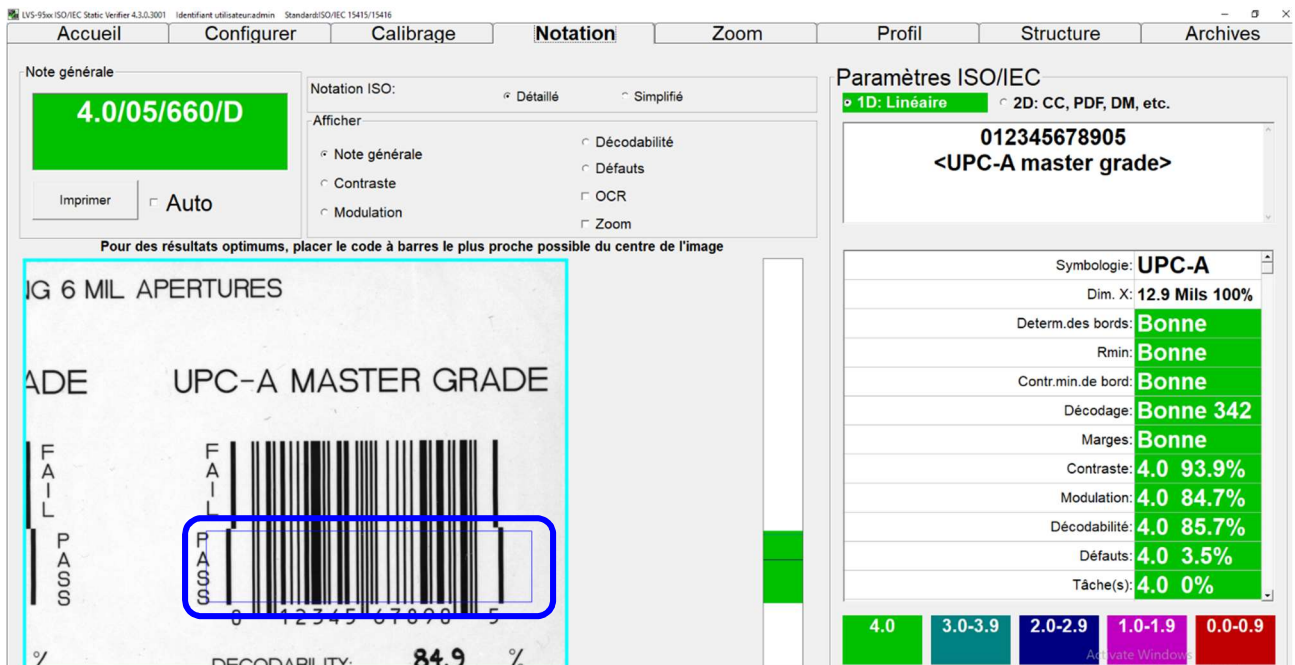 LVS-95xx ISO/IEC Static Verifier 4.3.0.3001 Identifiant utilisateur:admin Standard:ISO/IEC 15415/15416
Accueil Configurer Calibrage Notation Zoom Profil Structure Archives
Note générale
4.0/05/660/D
Imprimer
Auto
Notation ISO:
Détaillé
Simplifié
Afficher
Note générale
Contraste
Modulation
Décodabilité
Défauts
OCR
Zoom
Pour des résultats optimums, placer le code à barres le plus proche possible du centre de l'image
IG 6 MIL APERTURES
ADE UPC-A MASTER GRADE
FAIL
FAIL
PASS
PASS
0 12345 67890 5
% DECODABILITY: 84.9 %
Paramètres ISO/IEC
1D: Linéaire
2D: CC, PDF, DM, etc.
012345678905
<UPC-A master grade>
Symbologie: UPC-A
Dim. X: 12.9 Mils 100%
Determ.des bords: Bonne
Rmin: Bonne
Contr.min.de bord: Bonne
Décodage: Bonne 342
Marges: Bonne
Contraste: 4.0 93.9%
Modulation: 4.0 84.7%
Décodabilité: 4.0 85.7%
Défauts: 4.0 3.5%
Tâche(s): 4.0 0%
4.0 3.0-3.9 2.0-2.9 1.0-1.9 0.0-0.9
Activate Windows